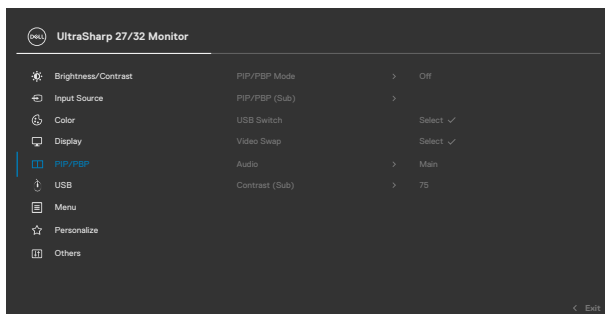 DELL UltraSharp 27/32 Monitor
Brightness/Contrast PIP/PBP Mode > Off
Input Source PIP/PBP (Sub) >
Color USB Switch Select ✓
Display Video Swap Select ✓
PIP/PBP Audio > Main
USB Contrast (Sub) > 75
Menu
Personalize
Others
< Exit